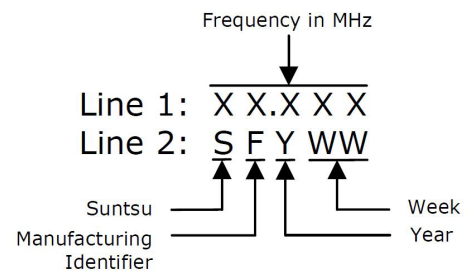 Frequency in MHz
Line 1: X X.X X X
Line 2: S F Y WW
Suntsu
Week
Manufacturing
Year
Identifier